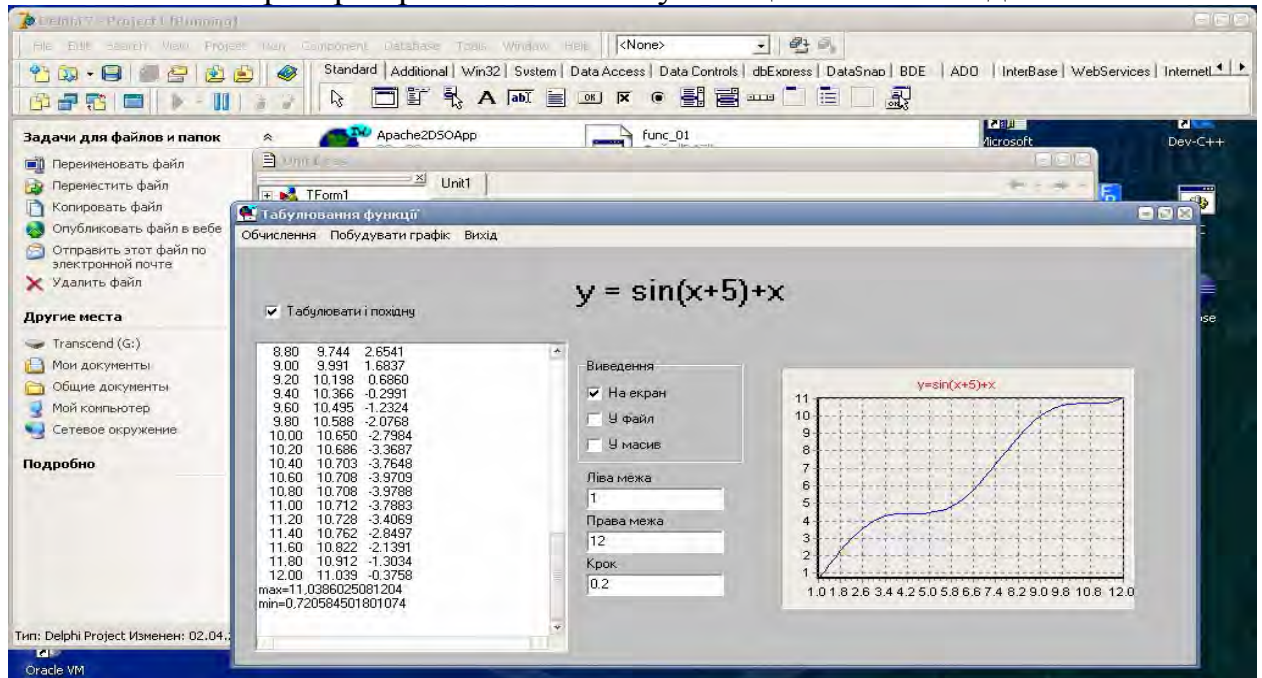 Delphi 7 - Project1 [Running]
File Edit Search View Project Run Component Database Tools Window Help <None>
Standard Additional Win32 System Data Access Data Controls dbExpress DataSnap BDE ADO InterBase WebServices
Задачи для файлов и папок
Переименовать файл
Переместить файл
Копировать файл
Опубликовать файл в вебе
Отправить этот файл по
электронной почте
Удалить файл
Другие места
Transcend (G:)
Мои документы
Общие документы
Мой компьютер
Сетевое окружение
Подробно
Тип: Delphi Project Изменен: 02.04.
Oracle VM
Apache2DSOApp
func_01
Microsoft
Dev-C++
Unit1
TForm1
Табулювання функції
Обчислення Побудувати графік Вихід
y = sin(x+5)+x
Табулювати і похідну
8.80 9.744 2.6541
9.00 9.991 1.6837
9.20 10.198 0.6860
9.40 10.366 -0.2991
9.60 10.495 -1.2324
9.80 10.588 -2.0768
10.00 10.650 -2.7984
10.20 10.686 -3.3687
10.40 10.703 -3.7648
10.60 10.708 -3.9709
10.80 10.708 -3.9788
11.00 10.712 -3.7883
11.20 10.728 -3.4069
11.40 10.762 -2.8497
11.60 10.822 -2.1391
11.80 10.912 -1.3034
12.00 11.039 -0.3758
max=11,0386025081204
min=0,720584501801074
Виведення
На екран
У файл
У масив
Ліва межа
1
Права межа
12
Крок
0.2
y=sin(x+5)+x
11
10
9
8
7
6
5
4
3
2
1
1.0 1.8 2.6 3.4 4.2 5.0 5.8 6.6 7.4 8.2 9.0 9.8 10.8 12.0